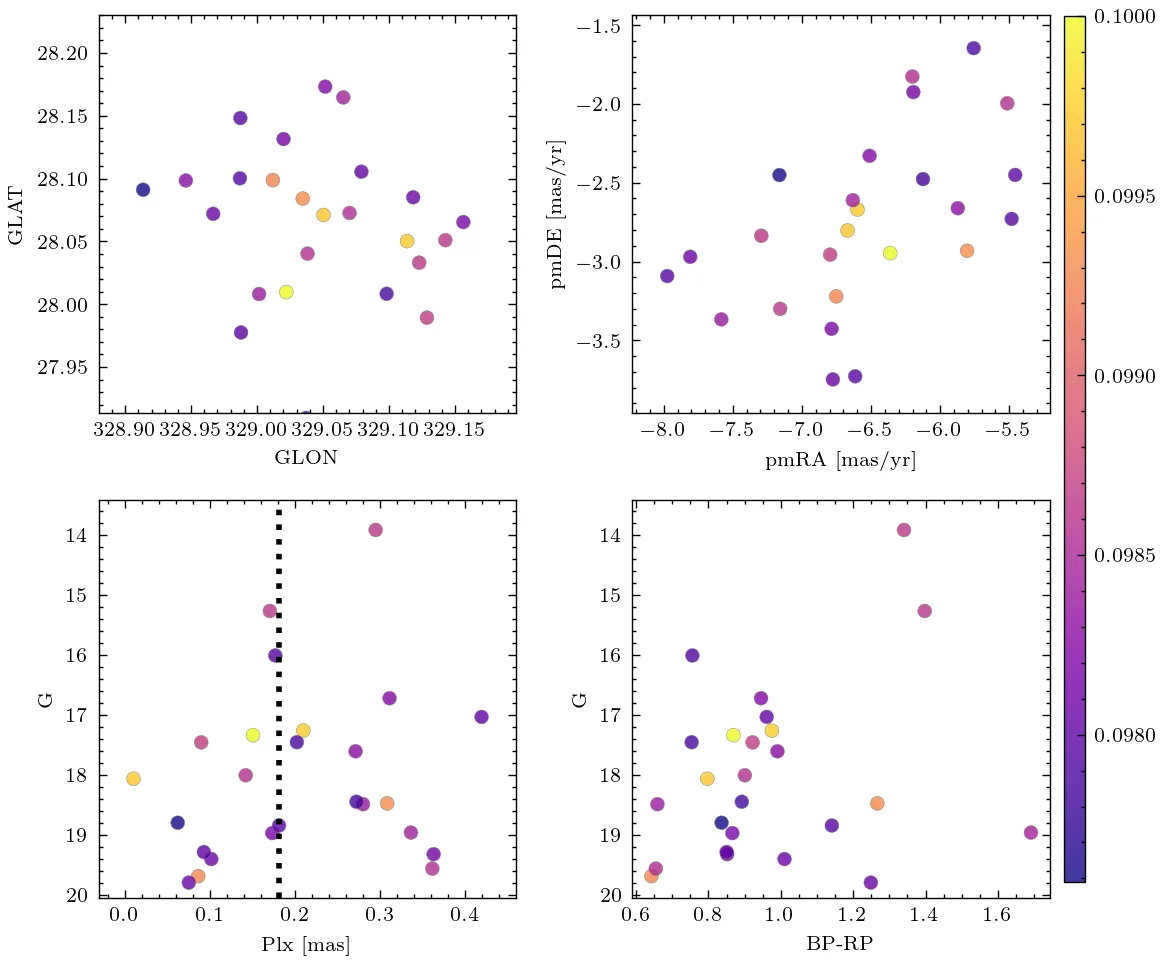 28.20
28.15
28.10
28.05
28.00
27.95
GLAT
328.90 328.95 329.00 329.05 329.10 329.15
GLON
−1.5
−2.0
−2.5
−3.0
−3.5
pmDE [mas/yr]
−8.0 −7.5 −7.0 −6.5 −6.0 −5.5
pmRA [mas/yr]
0.1000
0.0995
0.0990
0.0985
0.0980
14
15
16
17
18
19
20
G
0.0 0.1 0.2 0.3 0.4
Plx [mas]
14
15
16
17
18
19
20
G
0.6 0.8 1.0 1.2 1.4 1.6
BP-RP